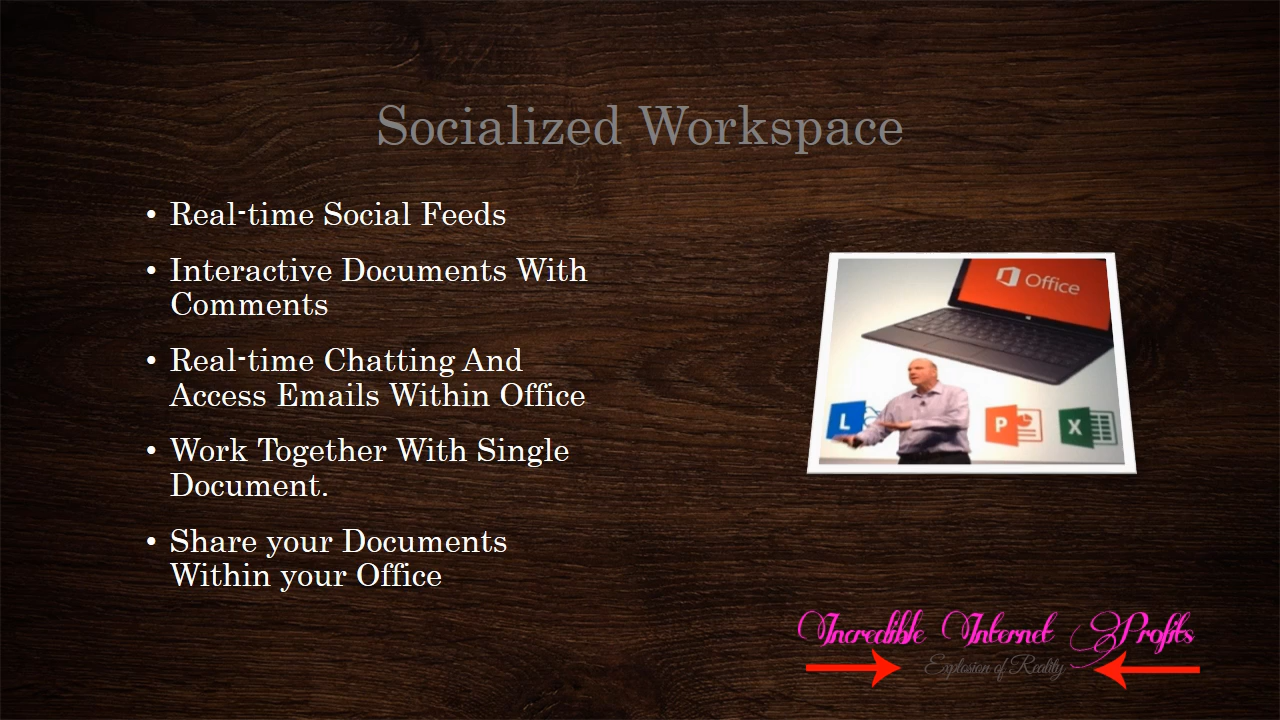 Socialized Workspace
• Real-time Social Feeds
• Interactive Documents With
Comments
• Real-time Chatting And
Access Emails Within Office
• Work Together With Single
Document.
• Share your Documents
Within your Office
Office
L
P
X
Incredible Internet Profits
Explosion of Reality